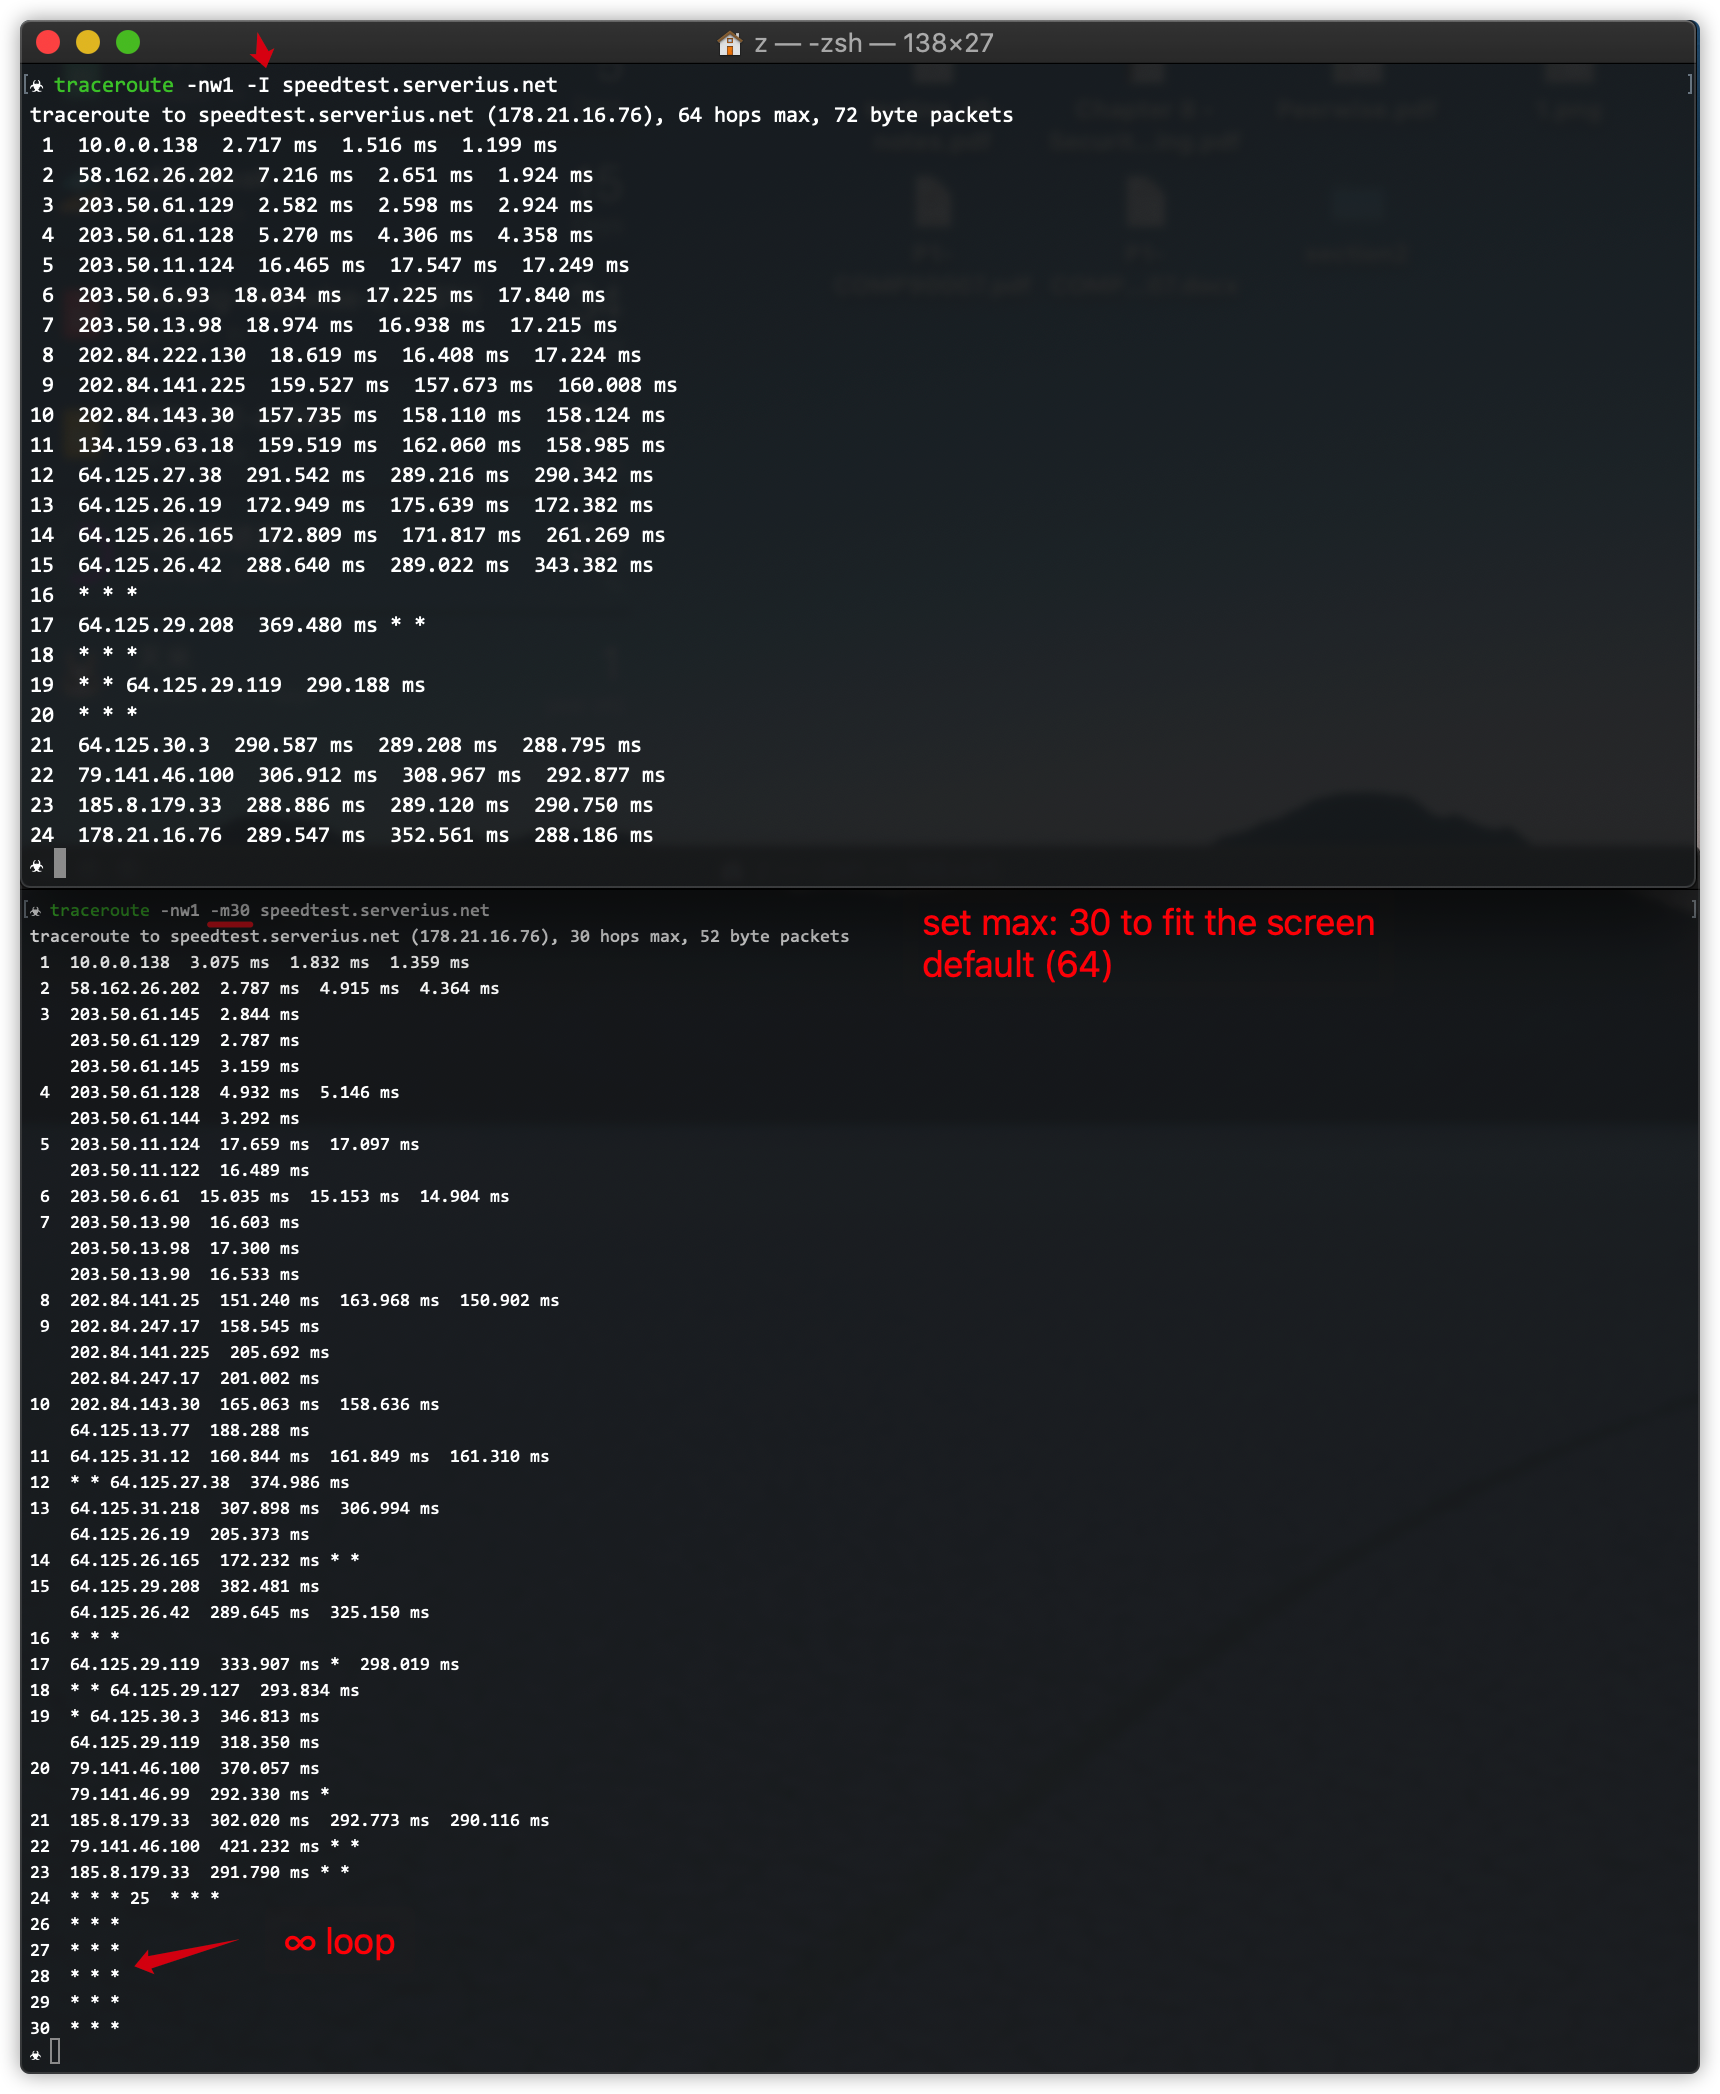 z — -zsh — 138×27
traceroute -nw1 -I speedtest.serverius.net
traceroute to speedtest.serverius.net (178.21.16.76), 64 hops max, 72 byte packets
1  10.0.0.138  2.717 ms  1.516 ms  1.199 ms
2  58.162.26.202  7.216 ms  2.651 ms  1.924 ms
3  203.50.61.129  2.582 ms  2.598 ms  2.924 ms
4  203.50.61.128  5.270 ms  4.306 ms  4.358 ms
5  203.50.11.124  16.465 ms  17.547 ms  17.249 ms
6  203.50.6.93  18.034 ms  17.225 ms  17.840 ms
7  203.50.13.98  18.974 ms  16.938 ms  17.215 ms
8  202.84.222.130  18.619 ms  16.408 ms  17.224 ms
9  202.84.141.225  159.527 ms  157.673 ms  160.008 ms
10  202.84.143.30  157.735 ms  158.110 ms  158.124 ms
11  134.159.63.18  159.519 ms  162.060 ms  158.985 ms
12  64.125.27.38  291.542 ms  289.216 ms  290.342 ms
13  64.125.26.19  172.949 ms  175.639 ms  172.382 ms
14  64.125.26.165  172.809 ms  171.817 ms  261.269 ms
15  64.125.26.42  288.640 ms  289.022 ms  343.382 ms
16  * * *
17  64.125.29.208  369.480 ms * *
18  * * *
19  * * 64.125.29.119  290.188 ms
20  * * *
21  64.125.30.3  290.587 ms  289.208 ms  288.795 ms
22  79.141.46.100  306.912 ms  308.967 ms  292.877 ms
23  185.8.179.33  288.886 ms  289.120 ms  290.750 ms
24  178.21.16.76  289.547 ms  352.561 ms  288.186 ms
traceroute -nw1 -m30 speedtest.serverius.net
set max: 30 to fit the screen
default (64)
traceroute to speedtest.serverius.net (178.21.16.76), 30 hops max, 52 byte packets
1  10.0.0.138  3.075 ms  1.832 ms  1.359 ms
2  58.162.26.202  2.787 ms  4.915 ms  4.364 ms
3  203.50.61.145  2.844 ms
203.50.61.129  2.787 ms
203.50.61.145  3.159 ms
4  203.50.61.128  4.932 ms  5.146 ms
203.50.61.144  3.292 ms
5  203.50.11.124  17.659 ms  17.097 ms
203.50.11.122  16.489 ms
6  203.50.6.61  15.035 ms  15.153 ms  14.904 ms
7  203.50.13.90  16.603 ms
203.50.13.98  17.300 ms
203.50.13.90  16.533 ms
8  202.84.141.25  151.240 ms  163.968 ms  150.902 ms
9  202.84.247.17  158.545 ms
202.84.141.225  205.692 ms
202.84.247.17  201.002 ms
10  202.84.143.30  165.063 ms  158.636 ms
64.125.13.77  188.288 ms
11  64.125.31.12  160.844 ms  161.849 ms  161.310 ms
12  * * 64.125.27.38  374.986 ms
13  64.125.31.218  307.898 ms  306.994 ms
64.125.26.19  205.373 ms
14  64.125.26.165  172.232 ms * *
15  64.125.29.208  382.481 ms
64.125.26.42  289.645 ms  325.150 ms
16  * * *
17  64.125.29.119  333.907 ms *  298.019 ms
18  * * 64.125.29.127  293.834 ms
19  * 64.125.30.3  346.813 ms
64.125.29.119  318.350 ms
20  79.141.46.100  370.057 ms
79.141.46.99  292.330 ms *
21  185.8.179.33  302.020 ms  292.773 ms  290.116 ms
22  79.141.46.100  421.232 ms * *
23  185.8.179.33  291.790 ms * *
24  * * * 25  * * *
26  * * *
27  * * *
28  * * *
29  * * *
30  * * *
∞ loop